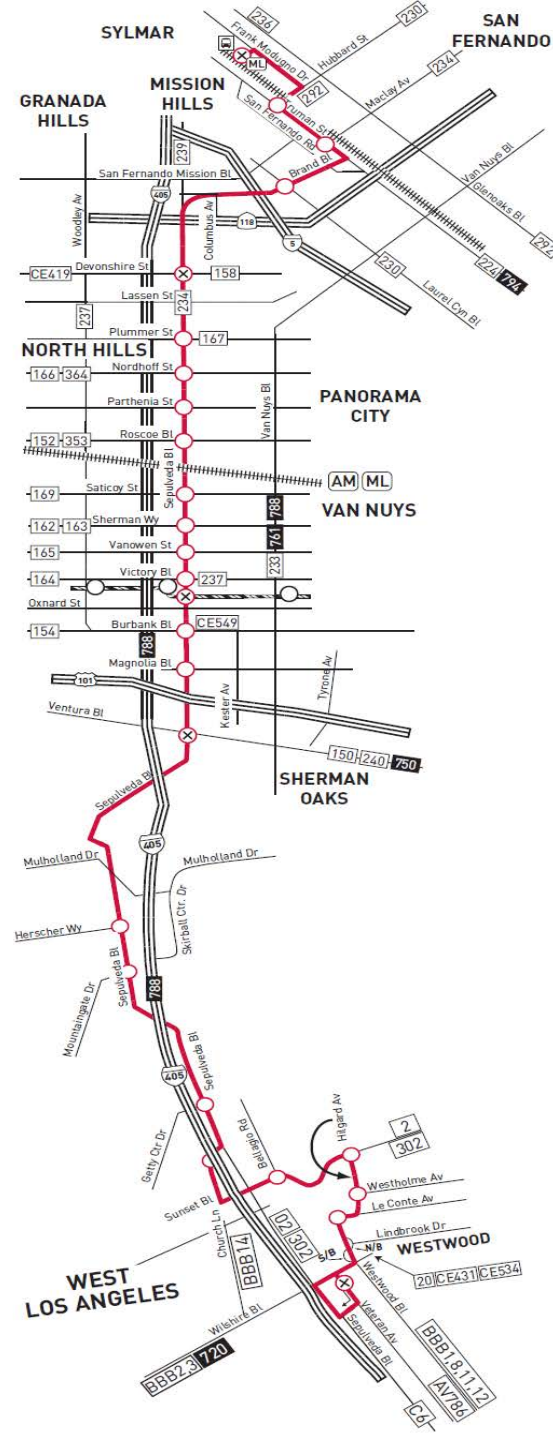 SYLMAR
236
Frank Modugno Dr
Hubbard St
230
SAN
FERNANDO
ML
292
Maclay Av
234
MISSION
HILLS
GRANADA
HILLS
Truman St
San Fernando Rd
239
Brand Bl
San Fernando Mission Bl
405
Van Nuys Bl
Glenoaks Bl
292
Woodley Av
Columbus Av
118
5
230
224 794
Laurel Cyn Bl
CE419
Devonshire St
158
Lassen St
234
237
Plummer St
167
NORTH HILLS
Nordhoff St
166 364
PANORAMA
CITY
Parthenia St
Van Nuys Bl
Roscoe Bl
152 353
Sepulveda Bl
AM ML
Saticoy St
169
VAN NUYS
788
Sherman Wy
162 163
761
Vanowen St
165
233
Victory Bl
164
237
Oxnard St
Burbank Bl
154
CE549
788
Magnolia Bl
101
Kester Av
Tyrone Av
Ventura Bl
150 240 750
SHERMAN
OAKS
Sepulveda Bl
405
Mulholland Dr
Mulholland Dr
Skirball Ctr. Dr
Herscher Wy
Sepulveda Bl
Mountaingate Dr
788
405
Sepulveda Bl
Getty Ctr Dr
Bellagio Rd
Hilgard Av
2
302
Westholme Av
Le Conte Av
Sunset Bl
Church Ln
BBB14
02 302
Lindbrook Dr
S/B
N/B
WESTWOOD
20 CE431 CE534
WEST
LOS ANGELES
Wilshire Bl
Westwood Bl
Veteran Av
Sepulveda Bl
BBB2,3 720
BBB1,8,11,12
AV786
C6